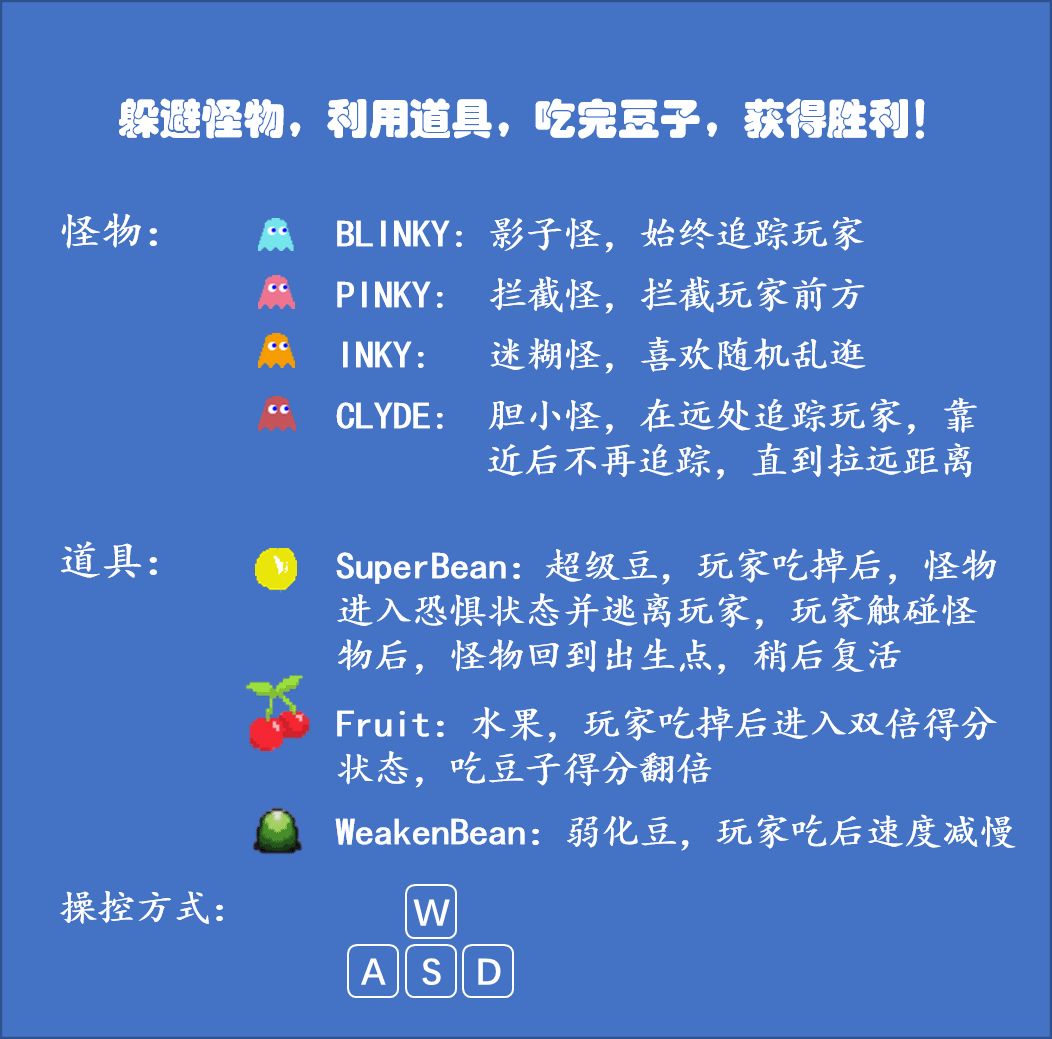 躲避怪物，利用道具，吃完豆子，获得胜利！
怪物：
BLINKY：影子怪，始终追踪玩家
PINKY：拦截怪，拦截玩家前方
INKY：迷糊怪，喜欢随机乱逛
CLYDE：胆小怪，在远处追踪玩家，靠
近后不再追踪，直到拉远距离
道具：
SuperBean：超级豆，玩家吃掉后，怪物
进入恐惧状态并逃离玩家，玩家触碰怪
物后，怪物回到出生点，稍后复活
Fruit：水果，玩家吃掉后进入双倍得分
状态，吃豆子得分翻倍
WeakenBean：弱化豆，玩家吃后速度减慢
操控方式：
W
A S D